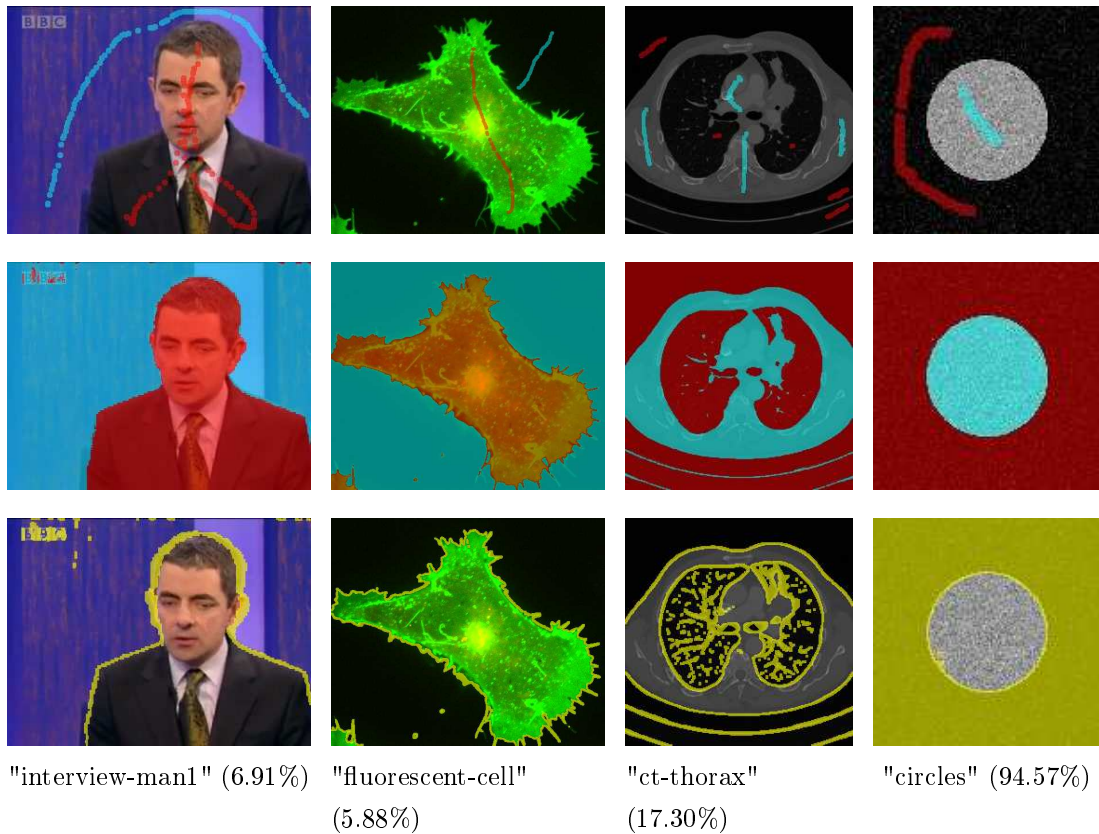 BBC
"interview-man1" (6.91%)
"fluorescent-cell"
(5.88%)
"ct-thorax"
(17.30%)
"circles" (94.57%)